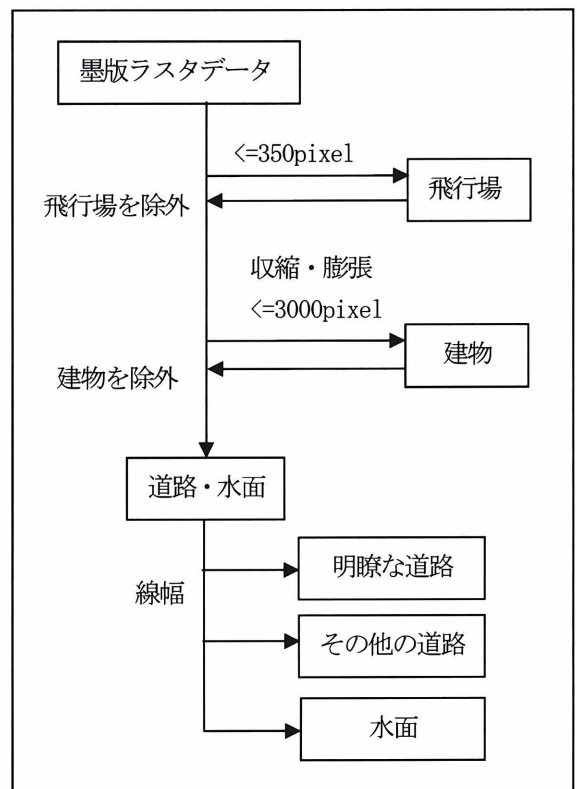 墨版ラスタデータ
<=350pixel
飛行場
飛行場を除外
収縮・膨張
<=3000pixel
建物
建物を除外
道路・水面
明瞭な道路
線幅
その他の道路
水面